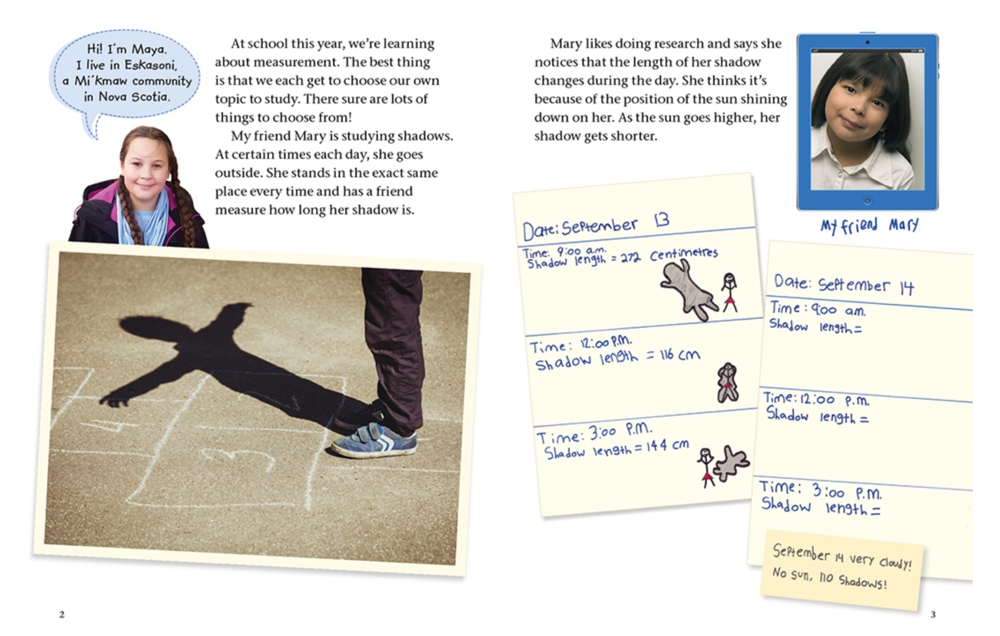 Hi! I'm Maya.
I live in Eskasoni,
a Mi'kmaw community
in Nova Scotia.
At school this year, we're learning
about measurement. The best thing
is that we each get to choose our own
topic to study. There sure are lots of
things to choose from!
My friend Mary is studying shadows.
At certain times each day, she goes
outside. She stands in the exact same
place every time and has a friend
measure how long her shadow is.
4
3
2
Mary likes doing research and says she
notices that the length of her shadow
changes during the day. She thinks it's
because of the position of the sun shining
down on her. As the sun goes higher, her
shadow gets shorter.
My friend Mary
Date: September 13
Time: 9:00 a.m.
Shadow length = 272 centimetres
Time: 12:00 P.M.
Shadow length = 116 cm
Time: 3:00 P.M.
Shadow length = 144 cm
Date: September 14
Time: 9:00 am.
Shadow length =
Time: 12:00 p.m.
Shadow length =
Time: 3:00 P.M.
Shadow length =
September 14 very cloudy!
No sun, no shadows!
3